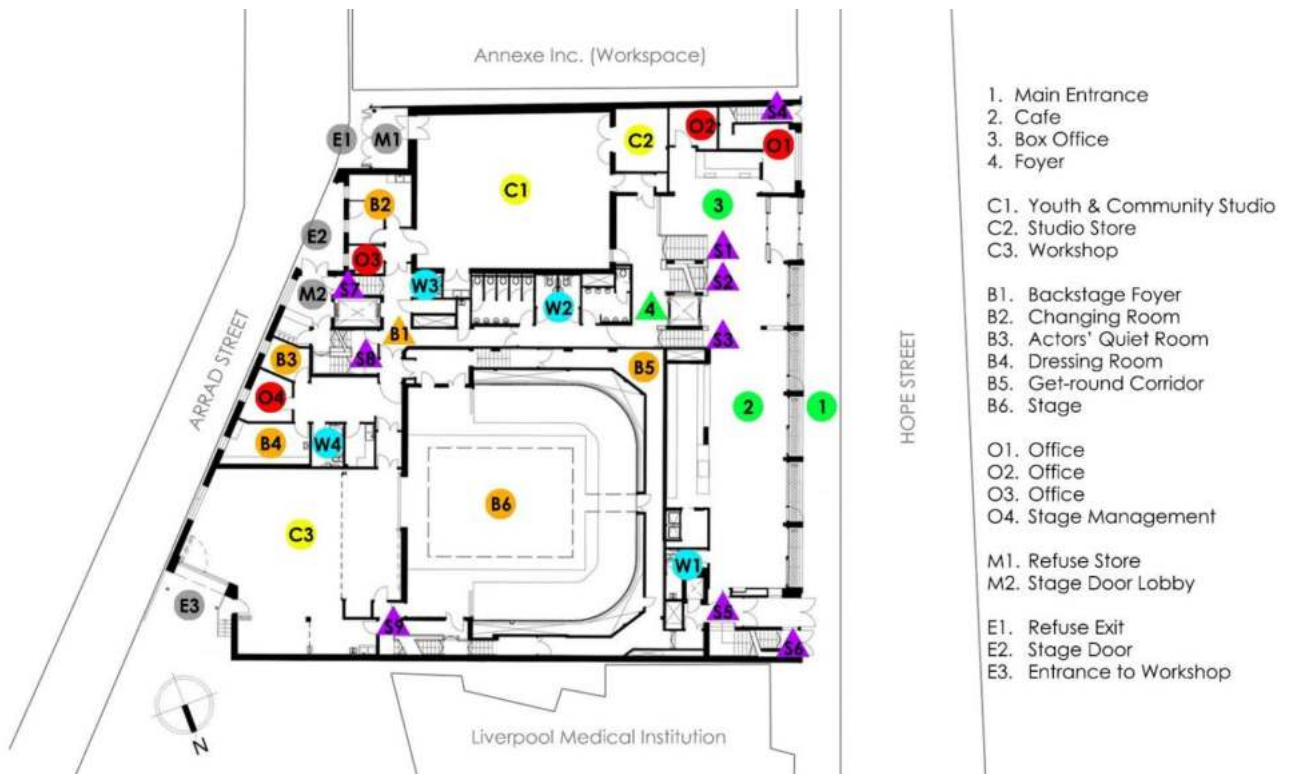 Annexe Inc. (Workspace)
S4
E1
M1
C2
O2
O1
C1
B2
3
E2
O3
S1
M2
S7
W3
W2
4
S2
B1
S3
S8
B3
B5
O4
2
1
B4
W4
B6
C3
W1
E3
S9
S5
S6
ARRAD STREET
HOPE STREET
N
Liverpool Medical Institution
1. Main Entrance
2. Cafe
3. Box Office
4. Foyer
C1. Youth & Community Studio
C2. Studio Store
C3. Workshop
B1. Backstage Foyer
B2. Changing Room
B3. Actors' Quiet Room
B4. Dressing Room
B5. Get-round Corridor
B6. Stage
O1. Office
O2. Office
O3. Office
O4. Stage Management
M1. Refuse Store
M2. Stage Door Lobby
E1. Refuse Exit
E2. Stage Door
E3. Entrance to Workshop